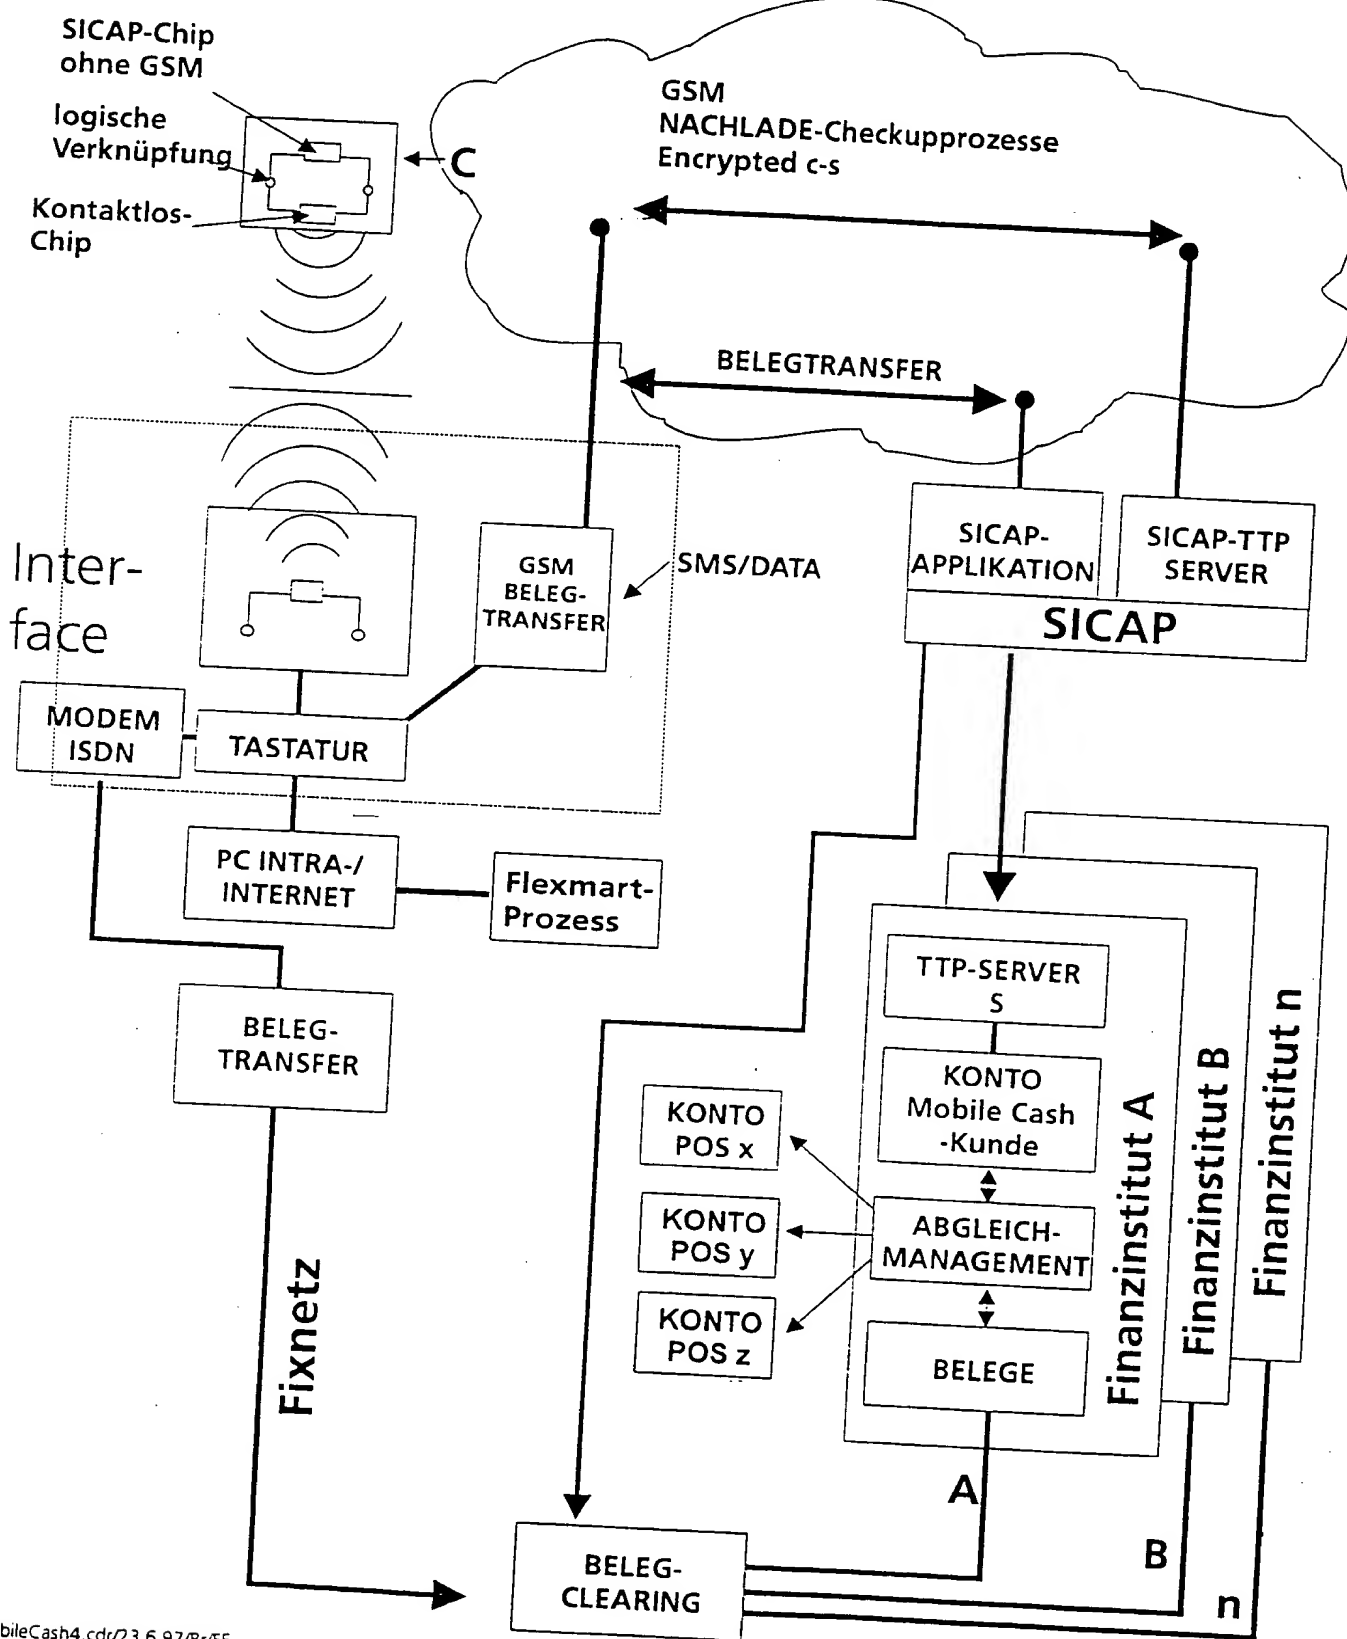 SICAP-Chip
ohne GSM
logische
Verknüpfung
Kontaktlos-
Chip
C
GSM
NACHLADE-Checkupprozesse
Encrypted c-s
BELEGTRANSFER
Inter-
face
GSM
BELEG-
TRANSFER
SMS/DATA
SICAP-
APPLIKATION
SICAP-TTP
SERVER
SICAP
MODEM
ISDN
TASTATUR
PC INTRA-/
INTERNET
Flexmart-
Prozess
BELEG-
TRANSFER
Fixnetz
TTP-SERVER
S
KONTO
Mobile Cash
-Kunde
KONTO
POS x
KONTO
POS y
KONTO
POS z
ABGLEICH-
MANAGEMENT
BELEGE
Finanzinstitut A
Finanzinstitut B
Finanzinstitut n
A
B
n
BELEG-
CLEARING